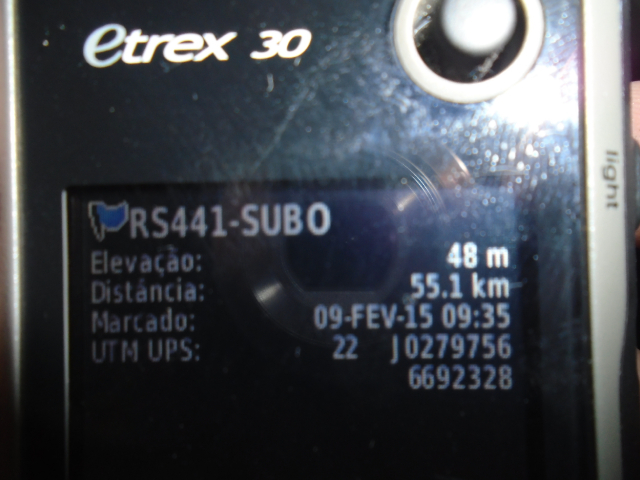 etrex 30
light
RS441-SUBO
Elevação: 48 m
Distância: 55.1 km
Marcado: 09-FEV-15 09:35
UTM UPS: 22 J0279756
6692328